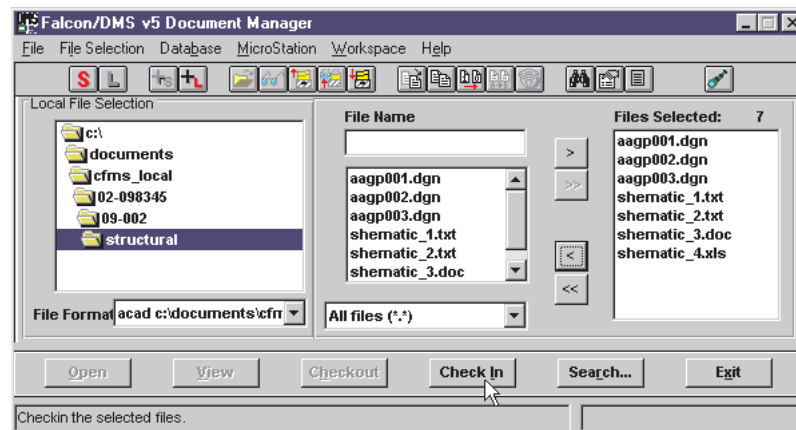 Falcon/DMS v5 Document Manager
File File Selection Database MicroStation Workspace Help
S L rs L
Local File Selection
c:\
documents
cfms_local
02-098345
09-002
structural
File Format acad c:\documents\cfm
File Name
aagp001.dgn
aagp002.dgn
aagp003.dgn
shematic_1.txt
shematic_2.txt
shematic_3.doc
All files (*.*)
>
>>
<
<<
Files Selected: 7
aagp001.dgn
aagp002.dgn
aagp003.dgn
shematic_1.txt
shematic_2.txt
shematic_3.doc
shematic_4.xls
Open View Checkout Check In Search... Exit
Checkin the selected files.